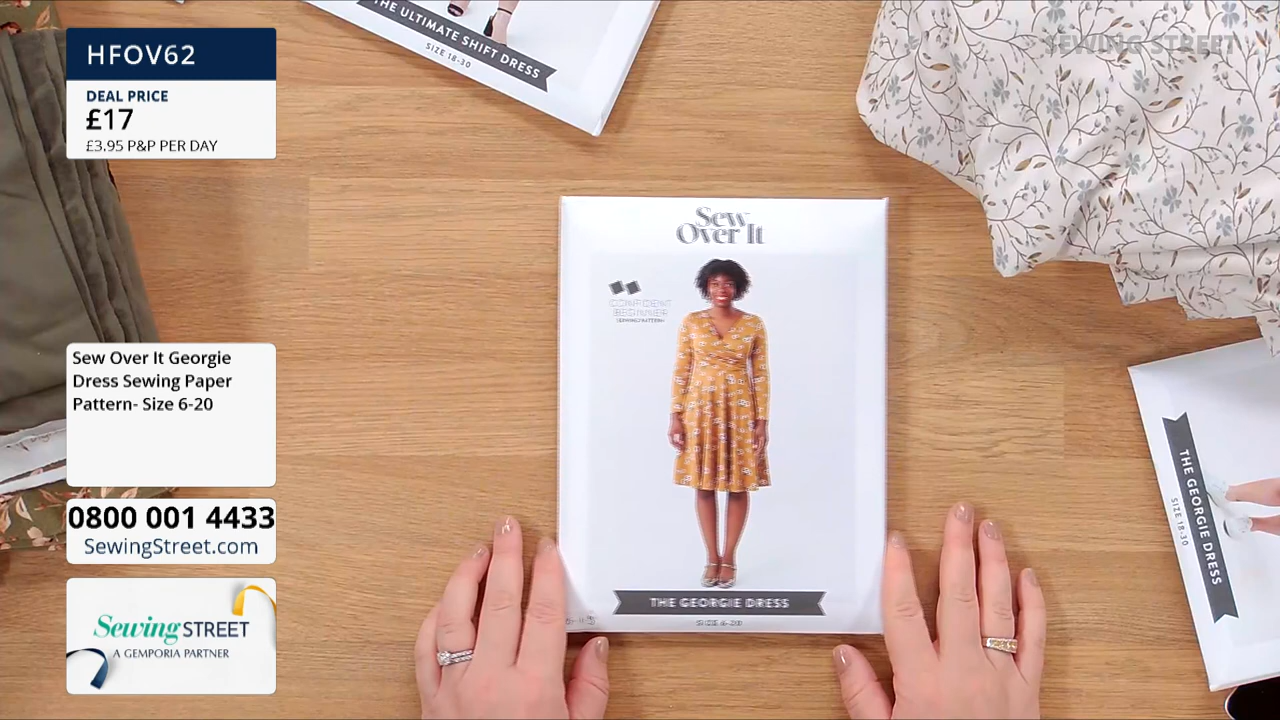 HFOV62
DEAL PRICE
£17
£3.95 P&P PER DAY
Sew Over It Georgie
Dress Sewing Paper
Pattern- Size 6-20
0800 001 4433
SewingStreet.com
Sewing STREET
A GEMPORIA PARTNER
THE ULTIMATE SHIFT DRESS
SIZE 18-30
SEWING STREET
Sew
Over It
CONFIDENT
BEGINNER
SEWING PATTERN
THE GEORGIE DRESS
SIZE 6-20
THE GEORGIE DRESS
SIZE 18-30